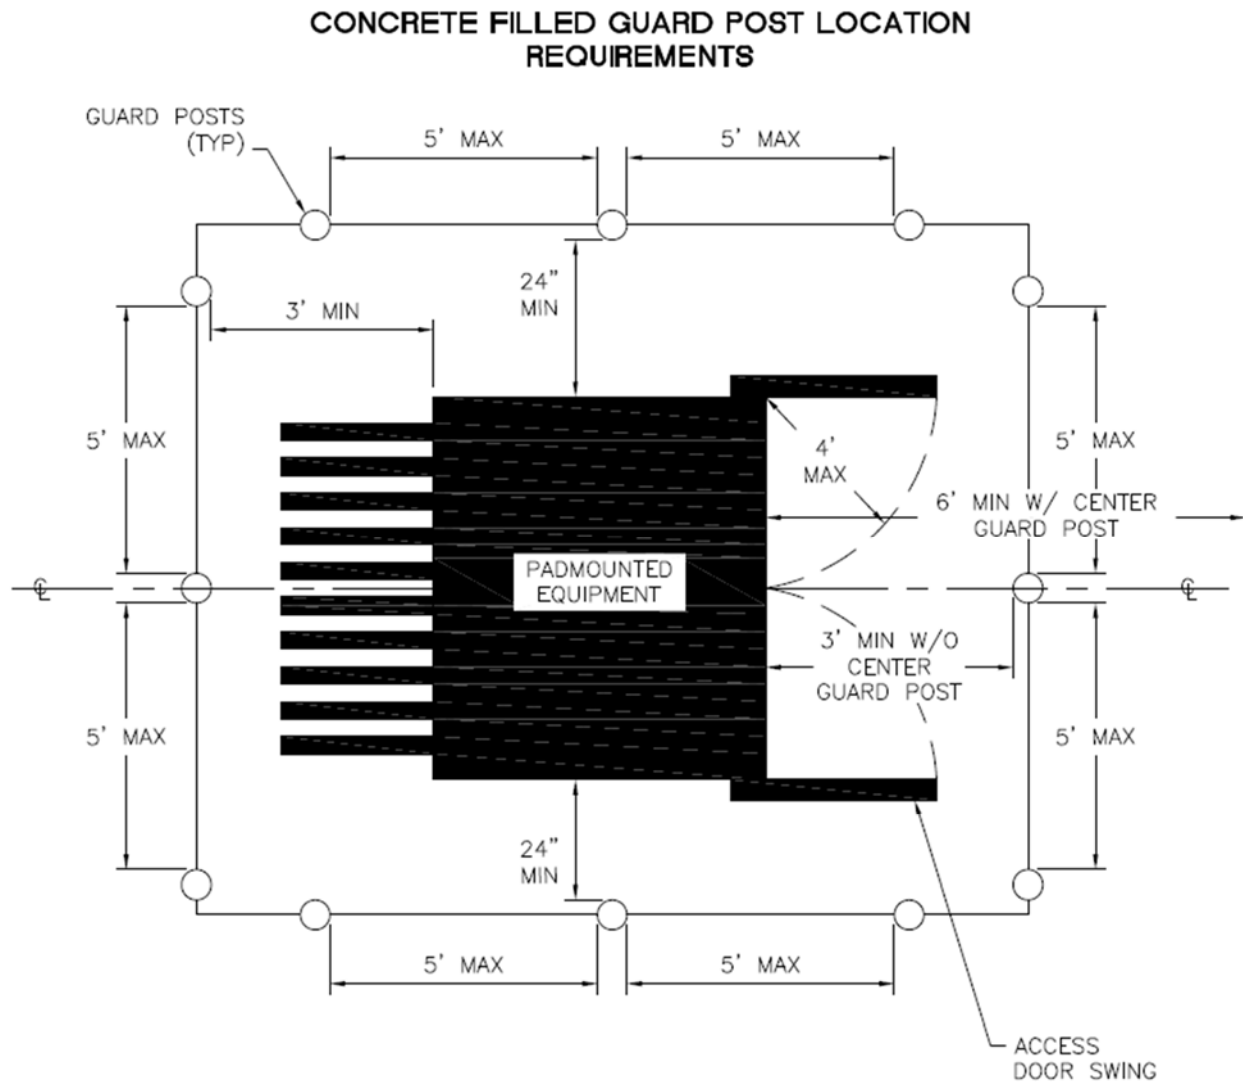 CONCRETE FILLED GUARD POST LOCATION
REQUIREMENTS
GUARD POSTS
(TYP)
5' MAX
5' MAX
24"
MIN
3' MIN
5' MAX
4'
MAX
5' MAX
6' MIN W/ CENTER
GUARD POST
PADMOUNTED
EQUIPMENT
℄
℄
3' MIN W/O
CENTER
GUARD POST
5' MAX
5' MAX
24"
MIN
5' MAX
5' MAX
ACCESS
DOOR SWING